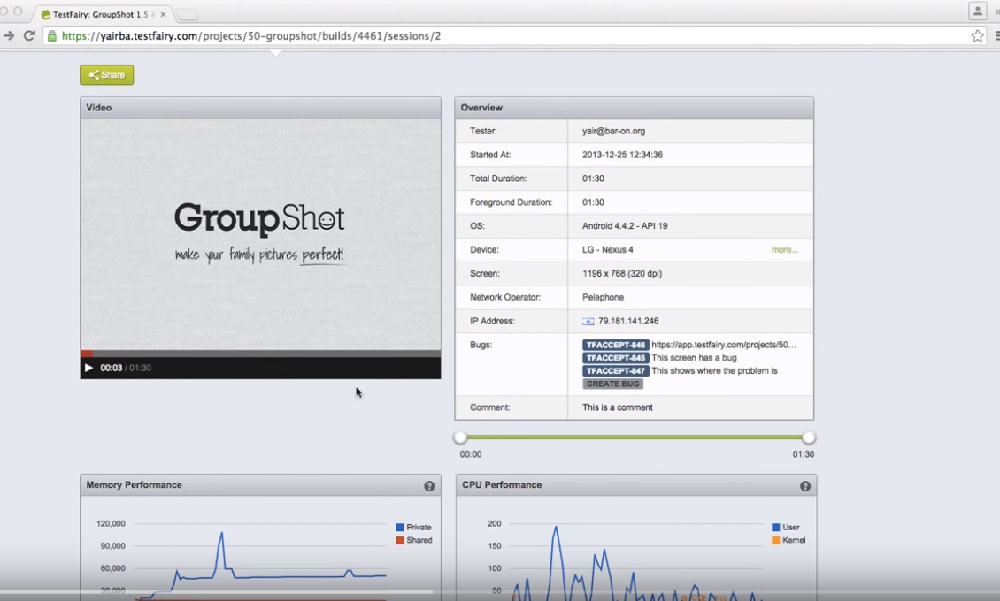 TestFairy: GroupShot 1.5
https://yairba.testfairy.com/projects/50-groupshot/builds/4461/sessions/2
Share
Video
GroupShot
make your family pictures perfect!
00:03 / 01:30
Overview
Tester: yair@bar-on.org
Started At: 2013-12-25 12:34:36
Total Duration: 01:30
Foreground Duration: 01:30
OS: Android 4.4.2 - API 19
Device: LG - Nexus 4 more...
Screen: 1196 x 768 (320 dpi)
Network Operator: Pelephone
IP Address: 79.181.141.246
Bugs: TFACCEPT-846 https://app.testfairy.com/projects/50...
TFACCEPT-845 This screen has a bug
TFACCEPT-847 This shows where the problem is
CREATE BUG
Comment: This is a comment
00:00 01:30
Memory Performance ?
120,000
90,000
60,000
30,000
Private
Shared
CPU Performance ?
200
150
100
50
User
Kernel